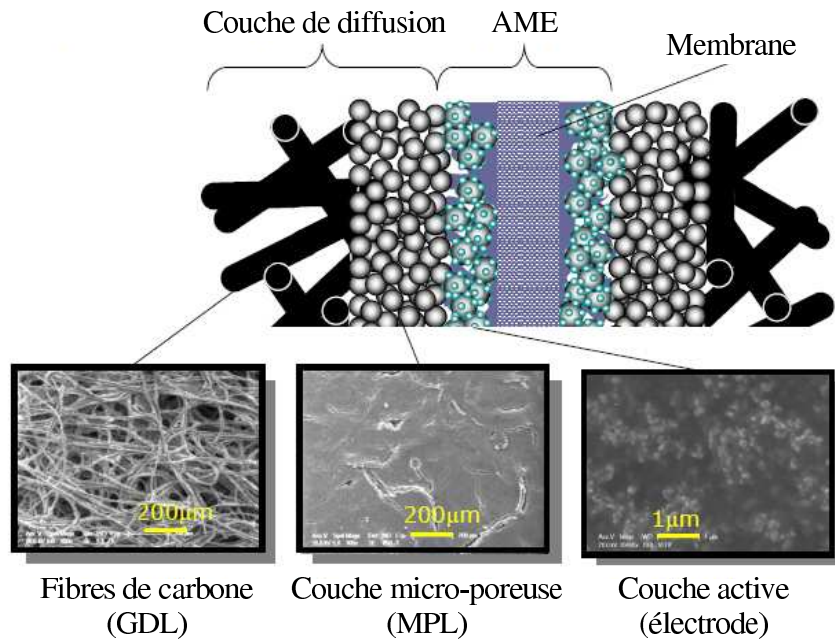 Couche de diffusion
AME
Membrane
200µm
200µm
1µm
Fibres de carbone
(GDL)
Couche micro-poreuse
(MPL)
Couche active
(électrode)